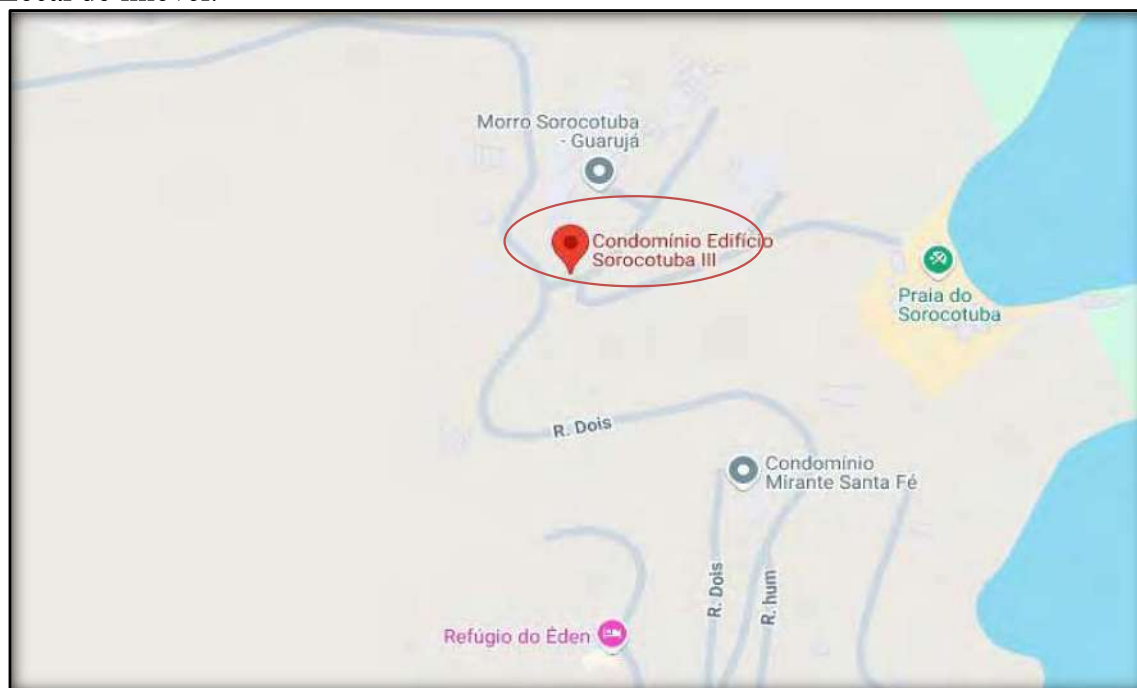 Morro Sorocotuba
- Guarujá
Condomínio Edifício
Sorocotuba III
Praia do
Sorocotuba
R. Dois
Condomínio
Mirante Santa Fé
R. Dois
R. hum
Refúgio do Éden